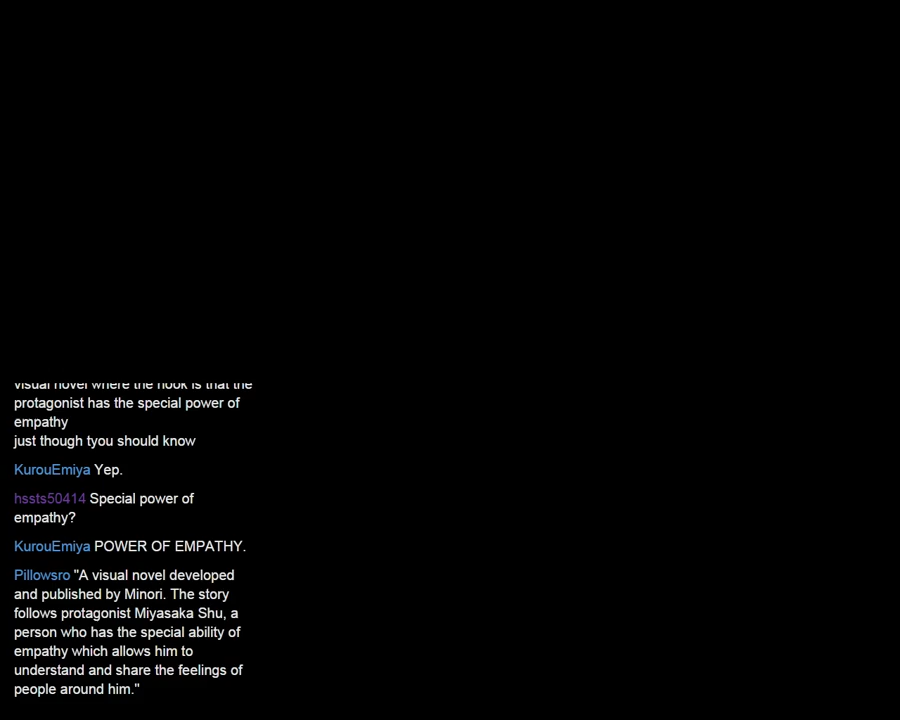 visual novel where the hook is that the
protagonist has the special power of
empathy
just though tyou should know
KurouEmiya Yep.
hssts50414 Special power of
empathy?
KurouEmiya POWER OF EMPATHY.
Pillowsro "A visual novel developed
and published by Minori. The story
follows protagonist Miyasaka Shu, a
person who has the special ability of
empathy which allows him to
understand and share the feelings of
people around him."